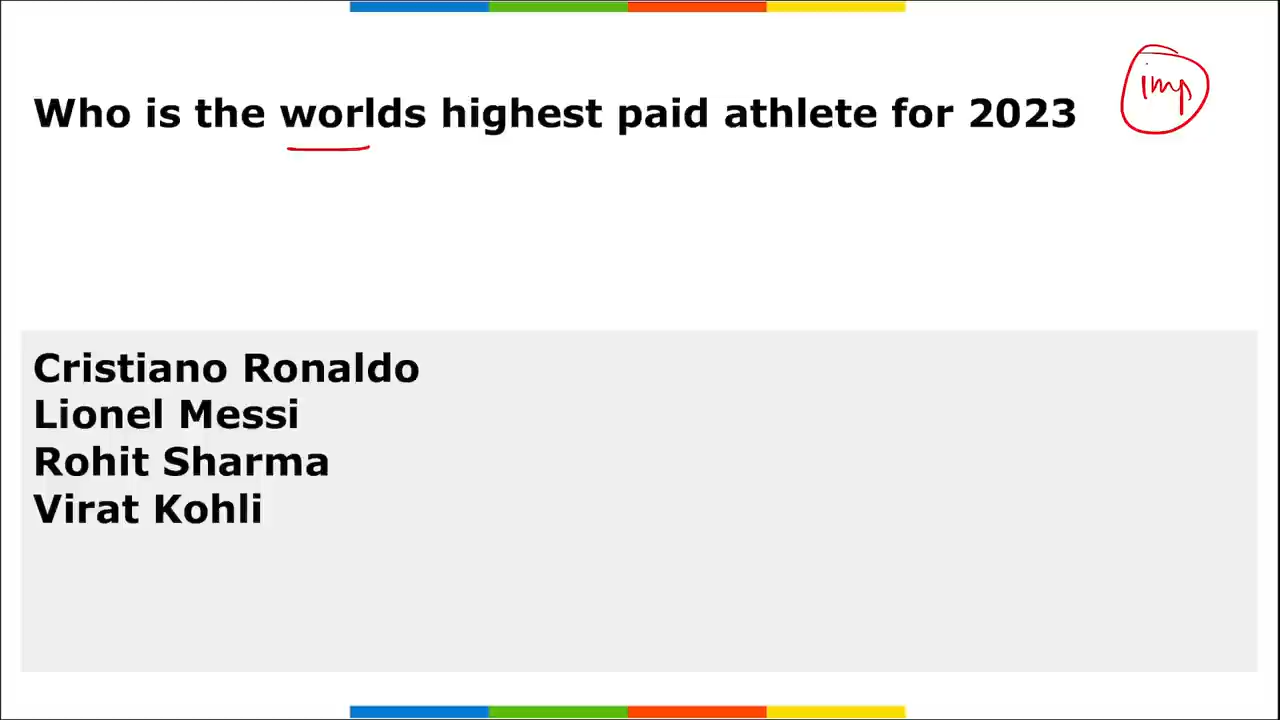 Who is the worlds highest paid athlete for 2023
imp
Cristiano Ronaldo
Lionel Messi
Rohit Sharma
Virat Kohli